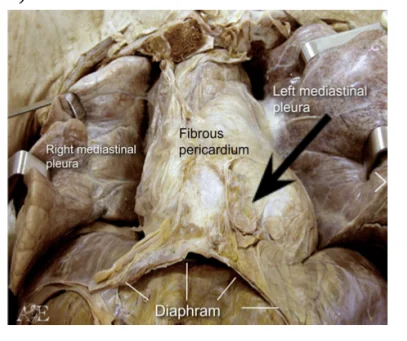 Left mediastinal
pleura
Fibrous
pericardium
Right mediastinal
pleura
Diaphram